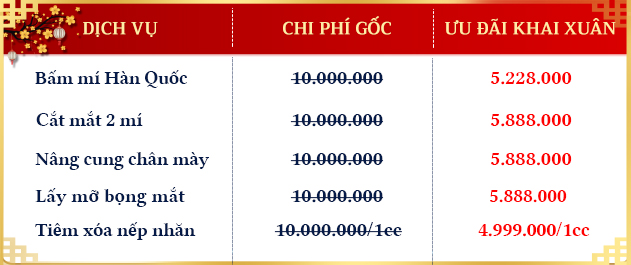 DỊCH VỤ CHI PHÍ GỐC ƯU ĐÃI KHAI XUÂN
Bấm mí Hàn Quốc 10.000.000 5.228.000
Cắt mắt 2 mí 10.000.000 5.888.000
Nâng cung chân mày 10.000.000 5.888.000
Lấy mỡ bọng mắt 10.000.000 5.888.000
Tiêm xóa nếp nhăn 10.000.000/1cc 4.999.000/1cc